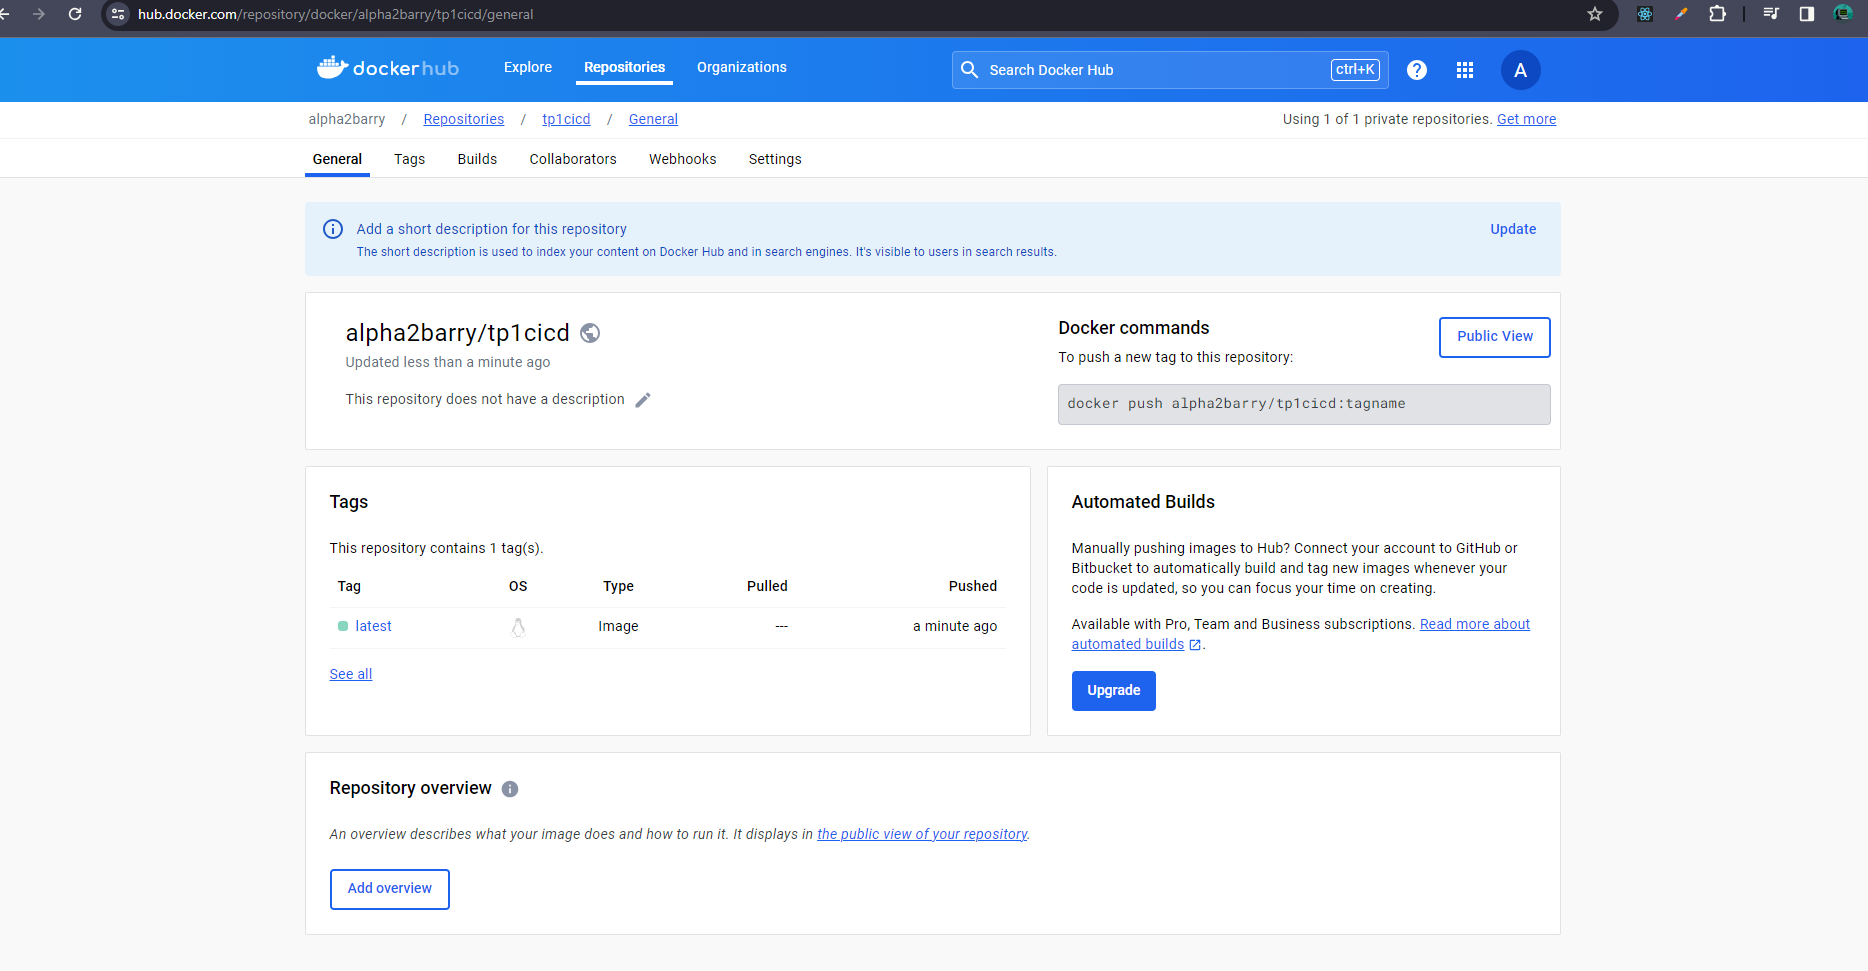 hub.docker.com/repository/docker/alpha2barry/tp1cicd/general
dockerhub Explore Repositories Organizations Search Docker Hub ctrl+K ? A
alpha2barry / Repositories / tp1cicd / General Using 1 of 1 private repositories. Get more
General Tags Builds Collaborators Webhooks Settings
Add a short description for this repository Update
The short description is used to index your content on Docker Hub and in search engines. It's visible to users in search results.
alpha2barry/tp1cicd
Updated less than a minute ago
This repository does not have a description
Docker commands
Public View
To push a new tag to this repository:
docker push alpha2barry/tp1cicd:tagname
Tags
This repository contains 1 tag(s).
Tag OS Type Pulled Pushed
latest Image --- a minute ago
See all
Automated Builds
Manually pushing images to Hub? Connect your account to GitHub or
Bitbucket to automatically build and tag new images whenever your
code is updated, so you can focus your time on creating.
Available with Pro, Team and Business subscriptions. Read more about
automated builds .
Upgrade
Repository overview
An overview describes what your image does and how to run it. It displays in the public view of your repository.
Add overview